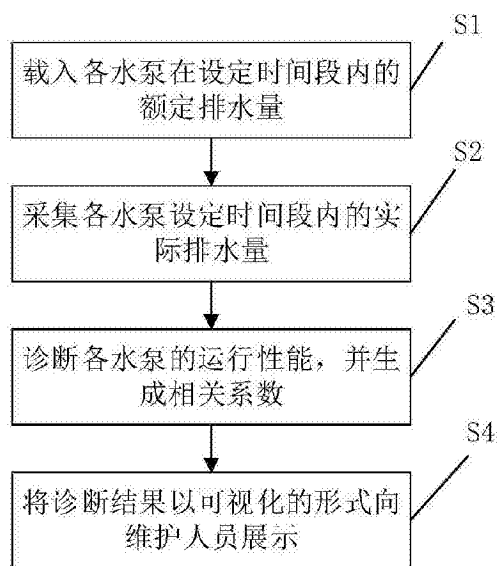 S1
载入各水泵在设定时间段内的
额定排水量
S2
采集各水泵设定时间段内的实
际排水量
S3
诊断各水泵的运行性能，并生
成相关系数
S4
将诊断结果以可视化的形式向
维护人员展示